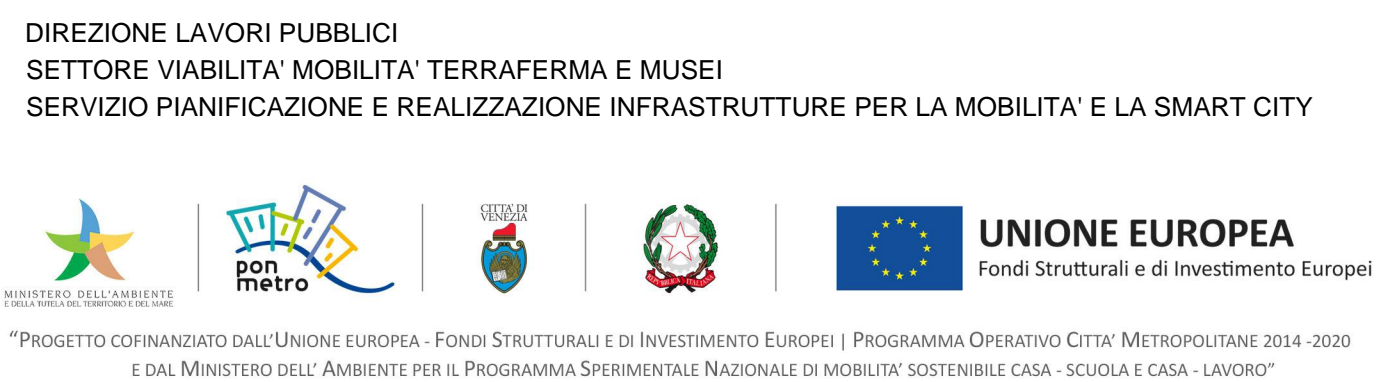 DIREZIONE LAVORI PUBBLICI
SETTORE VIABILITA' MOBILITA' TERRAFERMA E MUSEI
SERVIZIO PIANIFICAZIONE E REALIZZAZIONE INFRASTRUTTURE PER LA MOBILITA' E LA SMART CITY
MINISTERO DELL'AMBIENTE
E DELLA TUTELA DEL TERRITORIO E DEL MARE
pon
metro
CITTA' DI
VENEZIA
REPVBBLICA ITALIANA
UNIONE EUROPEA
Fondi Strutturali e di Investimento Europei
“PROGETTO COFINANZIATO DALL’UNIONE EUROPEA - FONDI STRUTTURALI E DI INVESTIMENTO EUROPEI | PROGRAMMA OPERATIVO CITTA’ METROPOLITANE 2014 -2020
E DAL MINISTERO DELL’ AMBIENTE PER IL PROGRAMMA SPERIMENTALE NAZIONALE DI MOBILITA’ SOSTENIBILE CASA - SCUOLA E CASA - LAVORO”